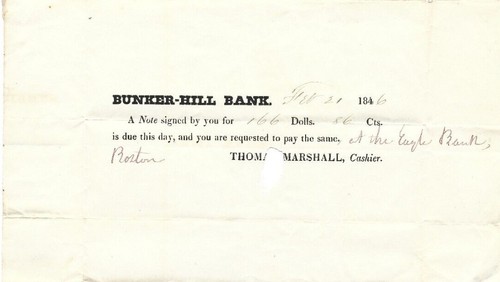 BUNKER-HILL BANK. Feb 21 1846
A Note signed by you for 166 Dolls. 86 Cts.
is due this day, and you are requested to pay the same, at the Eagle Bank,
Boston THOMA MARSHALL, Cashier.